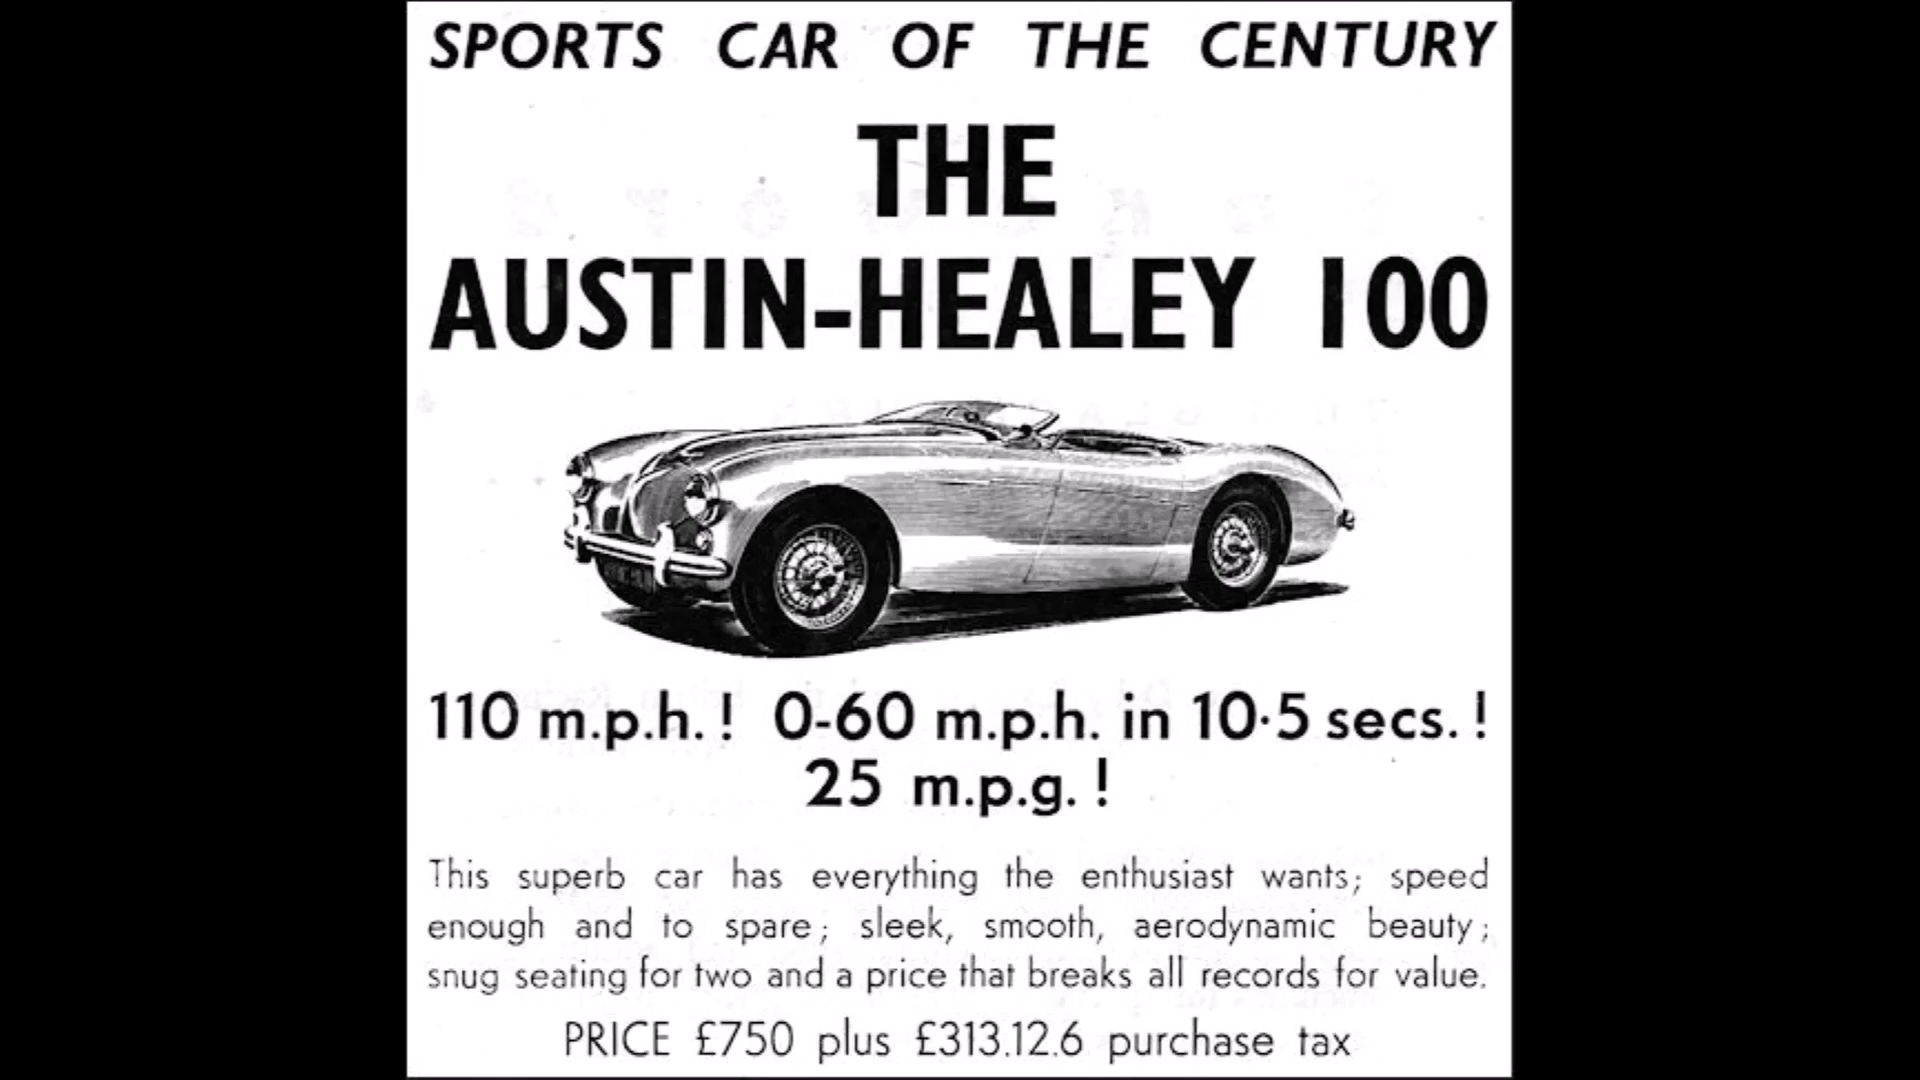 SPORTS CAR OF THE CENTURY
THE
AUSTIN-HEALEY 100
110 m.p.h. ! 0-60 m.p.h. in 10·5 secs. !
25 m.p.g. !
This superb car has everything the enthusiast wants; speed
enough and to spare; sleek, smooth, aerodynamic beauty;
snug seating for two and a price that breaks all records for value.
PRICE £750 plus £313.12.6 purchase tax